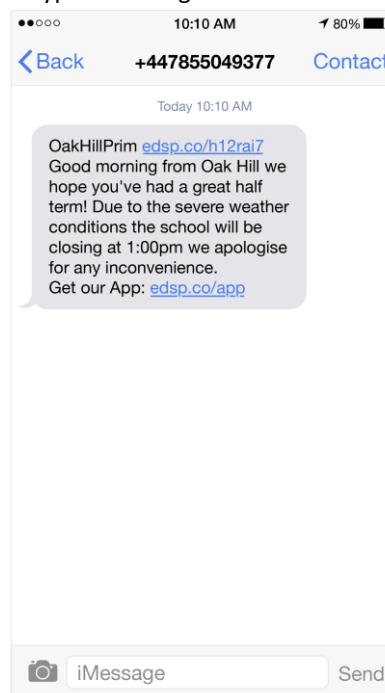 10:10 AM
80%
Back
+447855049377
Contact
Today 10:10 AM
OakHillPrim edsp.co/h12rai7
Good morning from Oak Hill we
hope you've had a great half
term! Due to the severe weather
conditions the school will be
closing at 1:00pm we apologise
for any inconvenience.
Get our App: edsp.co/app
iMessage
Send